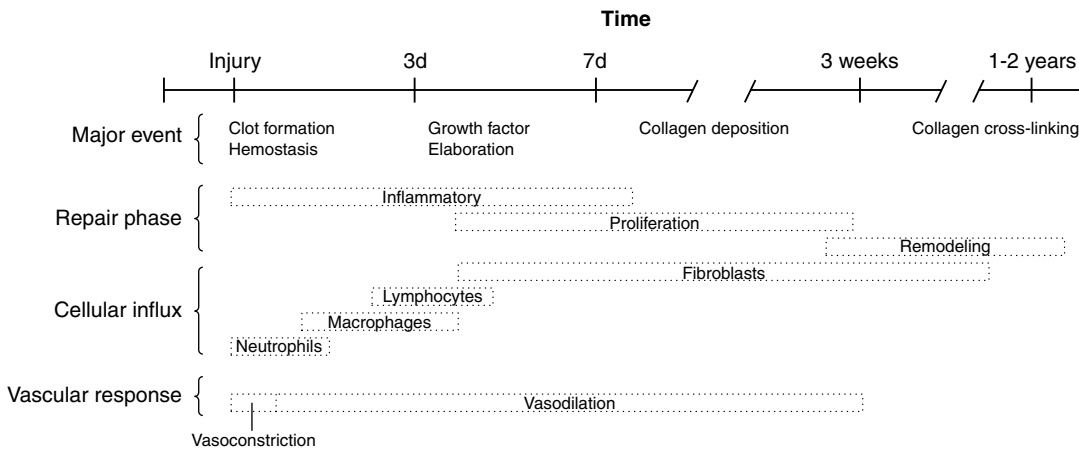 Time
Injury 3d 7d 3 weeks 1-2 years
Major event
Clot formation
Hemostasis
Growth factor
Elaboration
Collagen deposition
Collagen cross-linking
Repair phase
Inflammatory
Proliferation
Remodeling
Cellular influx
Fibroblasts
Lymphocytes
Macrophages
Neutrophils
Vascular response
Vasodilation
Vasoconstriction